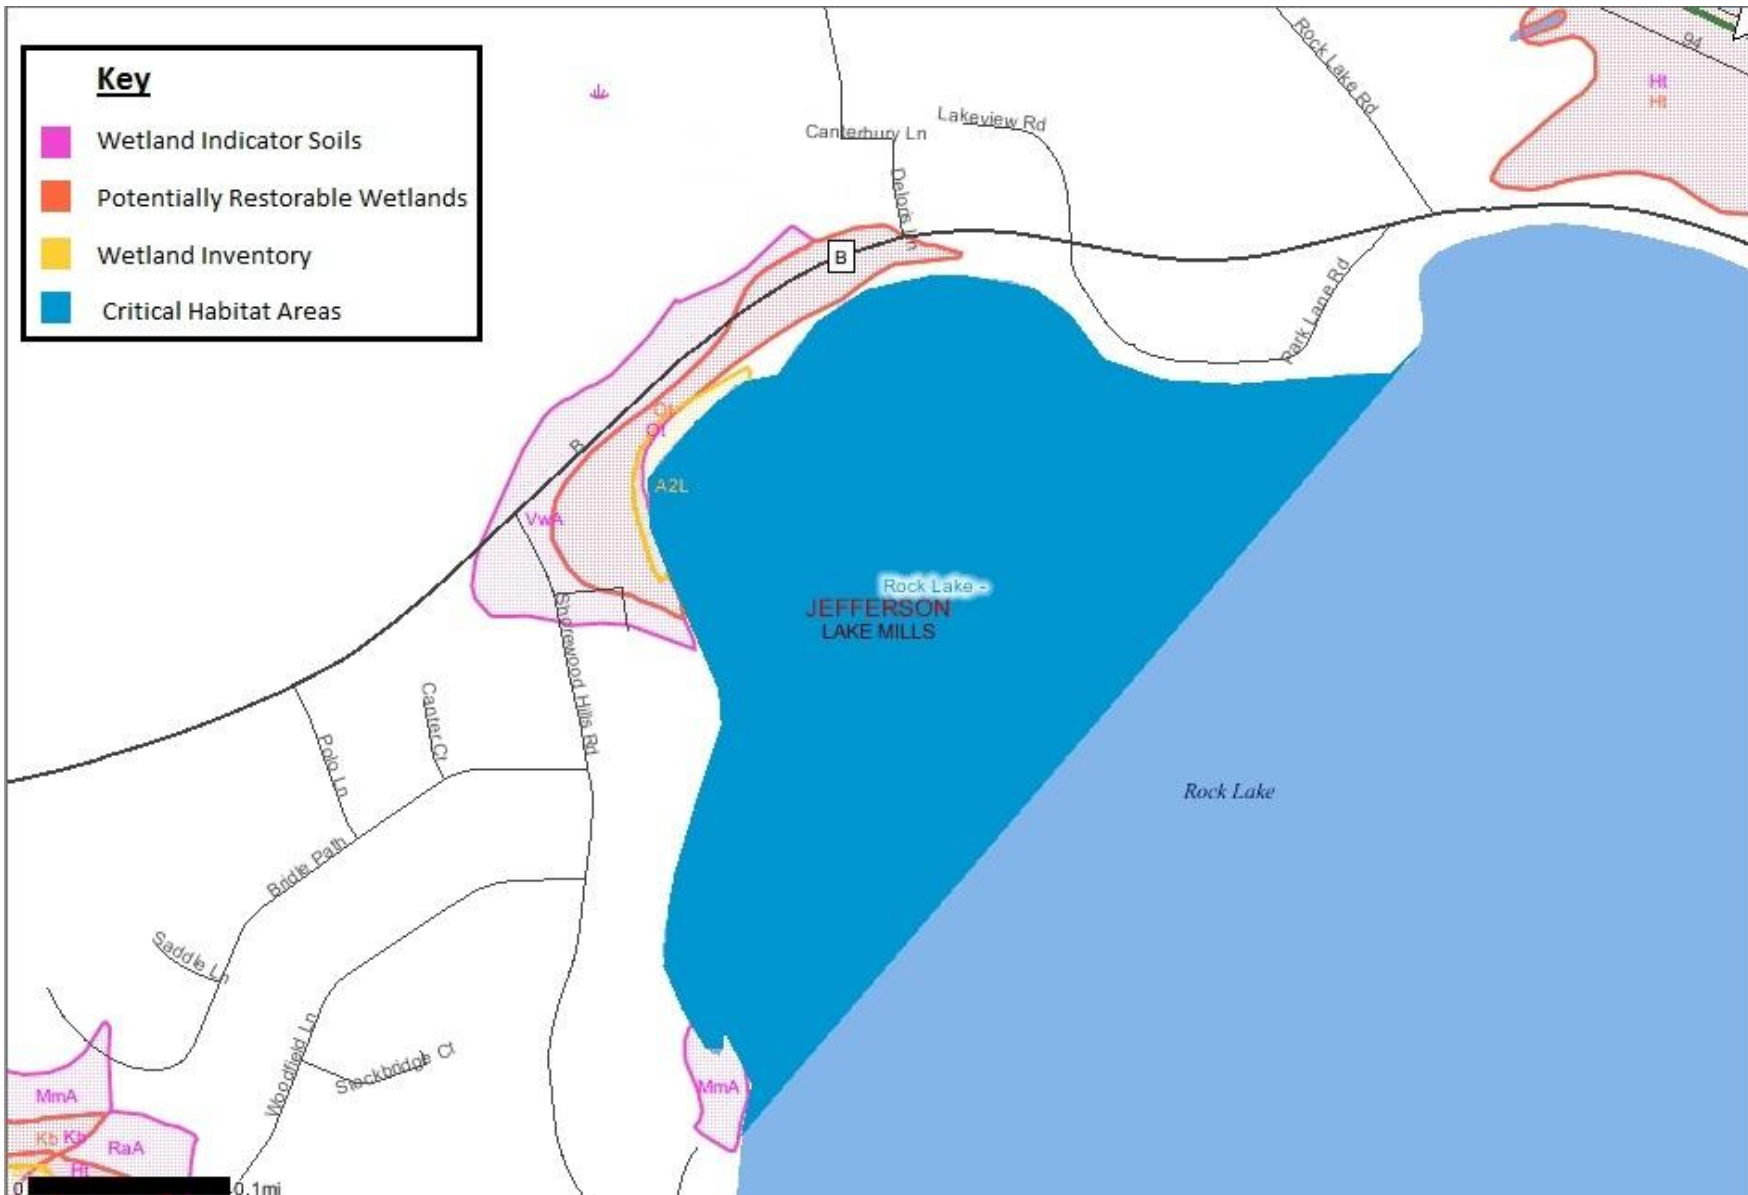 Key
Wetland Indicator Soils
Potentially Restorable Wetlands
Wetland Inventory
Critical Habitat Areas
94
Rock Lake Rd
Ht
Ht
Lakeview Rd
Canterbury Ln
Deloris Ln
B
Park Lane Rd
Ot
Ot
B
A2L
VwA
Rock Lake -
JEFFERSON
LAKE MILLS
Shorewood Hills Rd
Canter Ct
Polo Ln
Rock Lake
Bridle Path
Saddle Ln
Woodfield Ln
Stockbridge Ct
MmA
MmA
Kb Kb
RaA
Ht
0
0.1mi